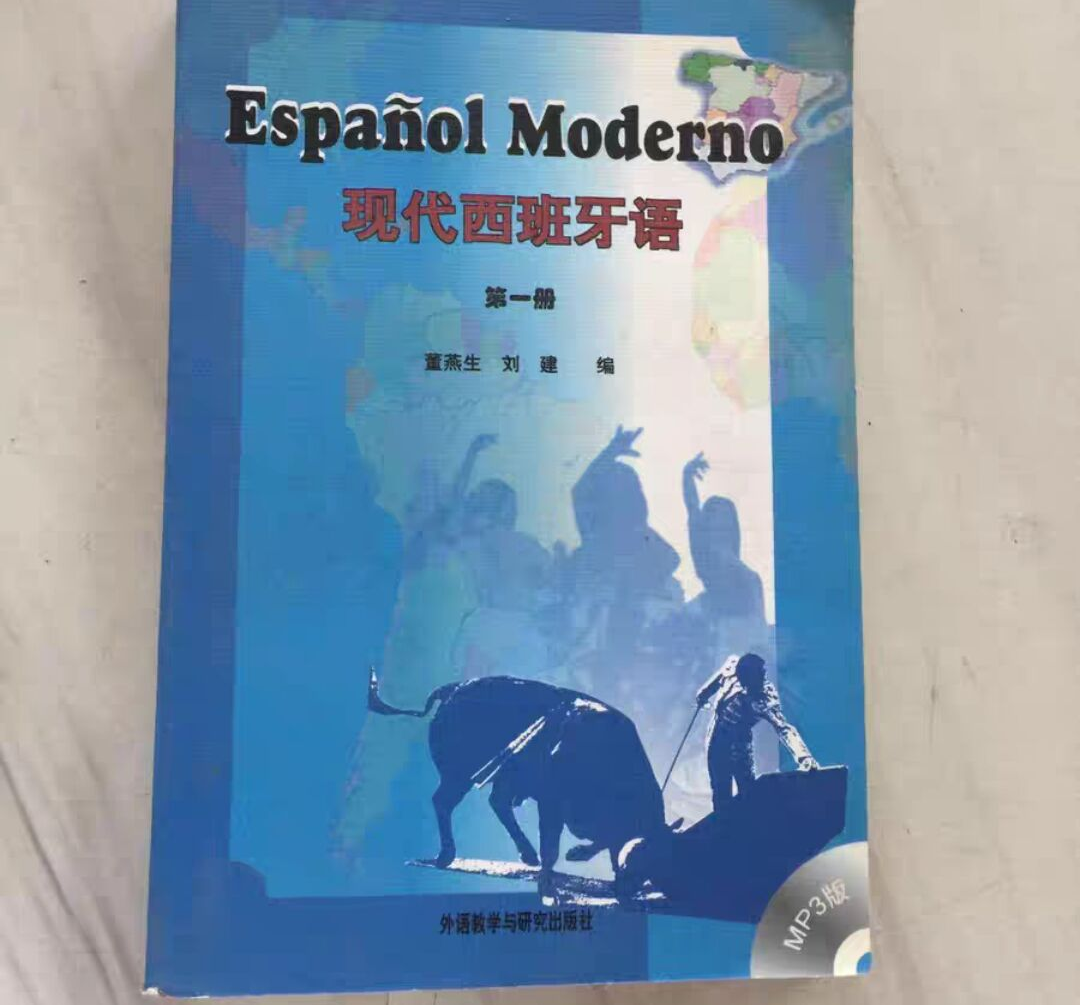 Español Moderno
现代西班牙语
第一册
董燕生 刘 建 编
外语教学与研究出版社
MP3版